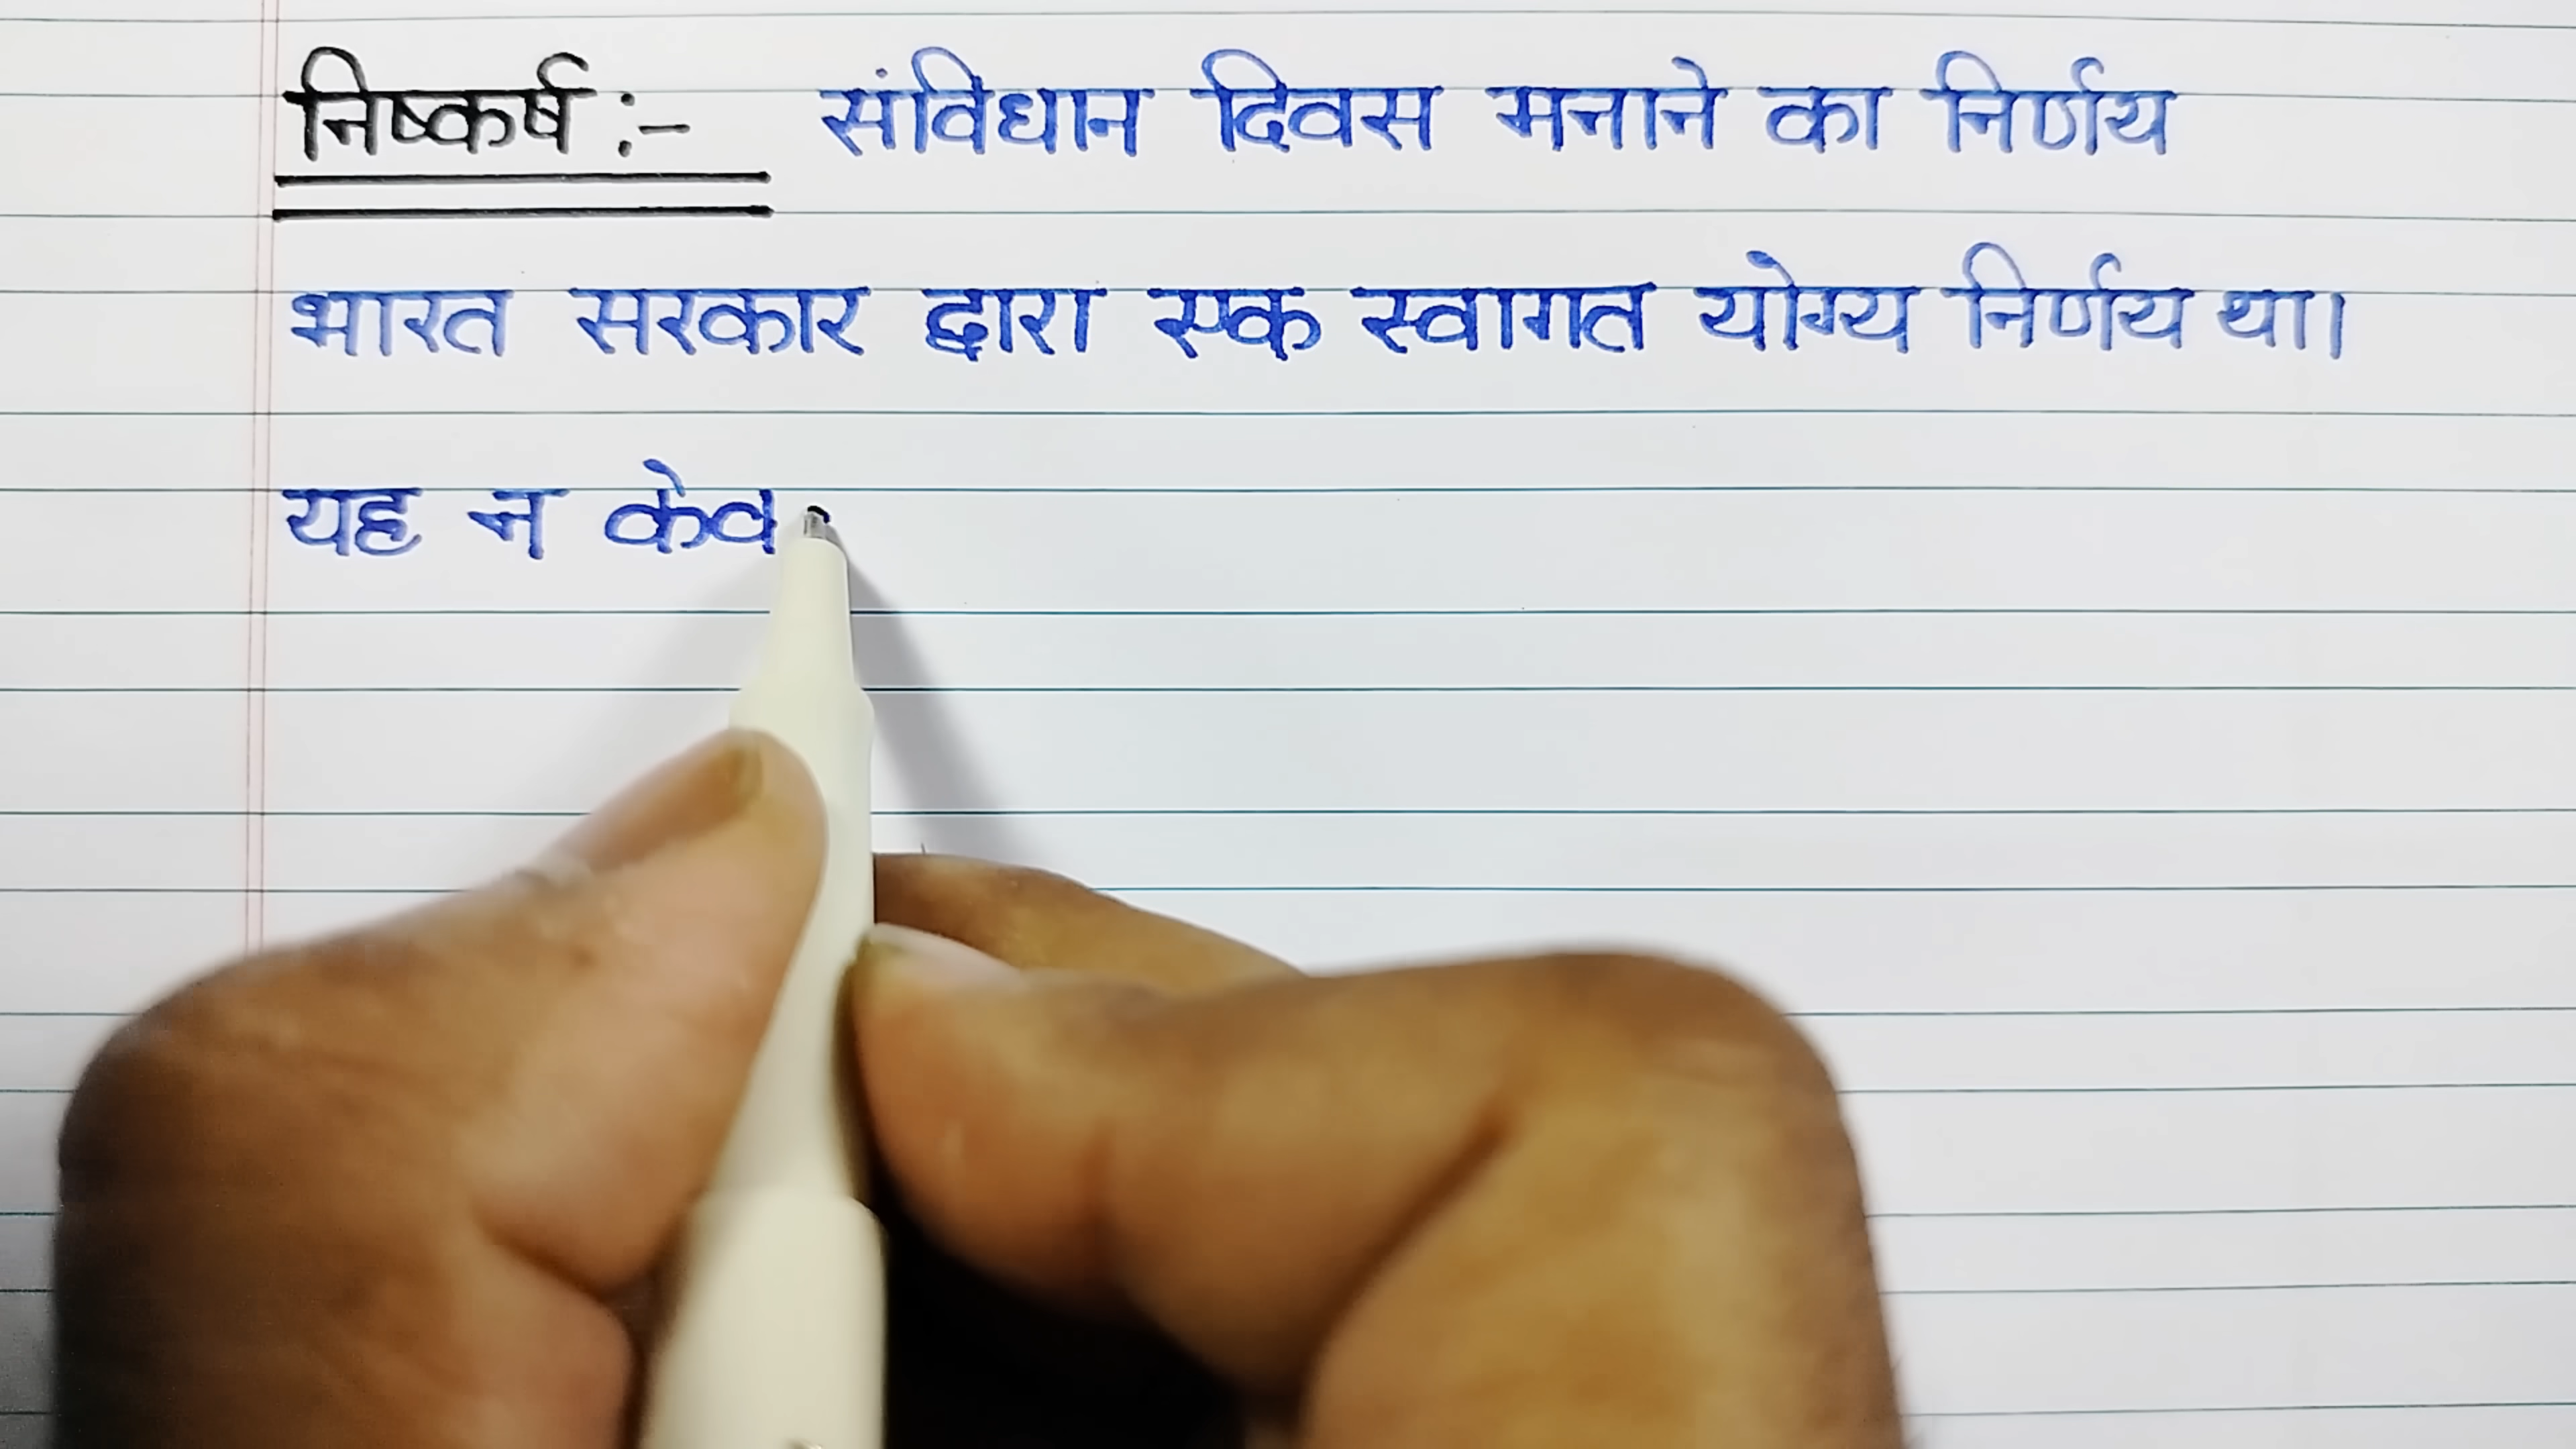 निष्कर्ष :- संविधान दिवस मनाने का निर्णय
भारत सरकार द्वारा एक स्वागत योग्य निर्णय था।
यह न केव